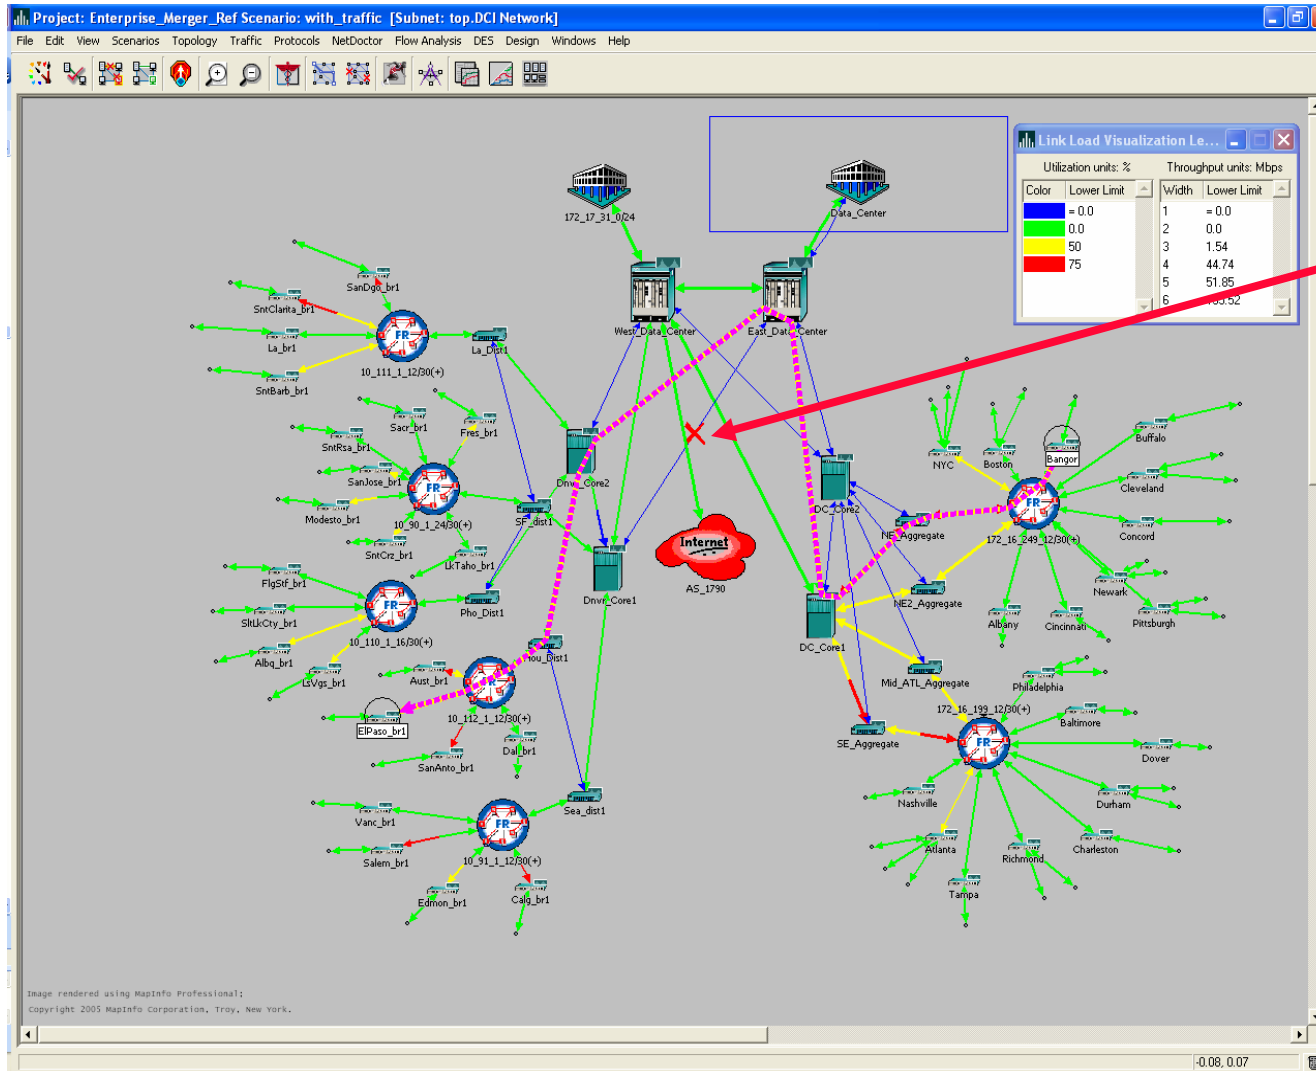 Project: Enterprise_Merger_Ref Scenario: with_traffic [Subnet: top.DCI Network]
File Edit View Scenarios Topology Traffic Protocols NetDoctor Flow Analysis DES Design Windows Help
Link Load Visualization Le...
Utilization units: %
Throughput units: Mbps
Color Lower Limit
Width Lower Limit
= 0.0
1 = 0.0
0.0
2 0.0
50
3 1.54
75
4 44.74
5 51.85
6
172_17_31_0/24
Data_Center
West_Data_Center
East_Data_Center
SanDgo_br1
SntClarita_br1
La_br1
SntBarb_br1
FR
10_111_1_12/30(+)
La_Dist1
Sacr_br1
Fres_br1
SntRsa_br1
SanJose_br1
Modesto_br1
SntCrz_br1
FR
10_90_1_24/30(+)
LkTaho_br1
SF_dist1
Dnvr_Core2
Dnvr_Core1
Internet
AS_1790
DC_Core2
DC_Core1
NYC
Boston
Bangor
Buffalo
Cleveland
Concord
Newark
Pittsburgh
Cincinnati
Albany
FR
172_16_249_12/30(+)
NE_Aggregate
NE2_Aggregate
Mid_ATL_Aggregate
SE_Aggregate
FlgStf_br1
SltLkCty_br1
Albq_br1
LsVgs_br1
FR
10_110_1_16/30(+)
Pho_Dist1
Hou_Dist1
Aust_br1
ElPaso_br1
SanAnto_br1
Dal_br1
10_112_1_12/30(+)
Sea_dist1
Vanc_br1
Salem_br1
Edmon_br1
Calg_br1
FR
10_91_1_12/30(+)
172_16_199_12/30(+)
FR
Philadelphia
Baltimore
Dover
Durham
Charleston
Richmond
Tampa
Atlanta
Nashville
Image rendered using MapInfo Professional;
Copyright 2005 MapInfo Corporation, Troy, New York.
-0.08, 0.07